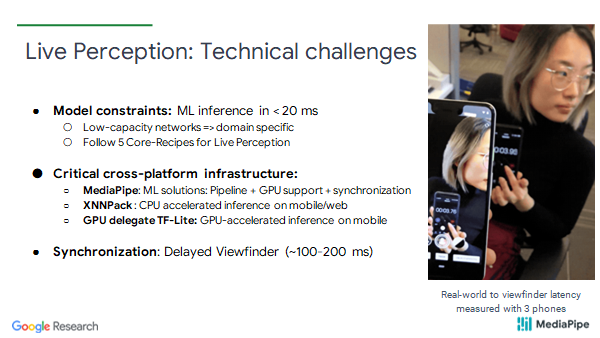 Live Perception: Technical challenges
● Model constraints: ML inference in < 20 ms
○ Low-capacity networks => domain specific
○ Follow 5 Core-Recipes for Live Perception
● Critical cross-platform infrastructure:
▫ MediaPipe: ML solutions: Pipeline + GPU support + synchronization
▫ XNNPack: CPU accelerated inference on mobile/web
▫ GPU delegate TF-Lite: GPU-accelerated inference on mobile
● Synchronization: Delayed Viewfinder (~100-200 ms)
Real-world to viewfinder latency
measured with 3 phones
Google Research
MediaPipe